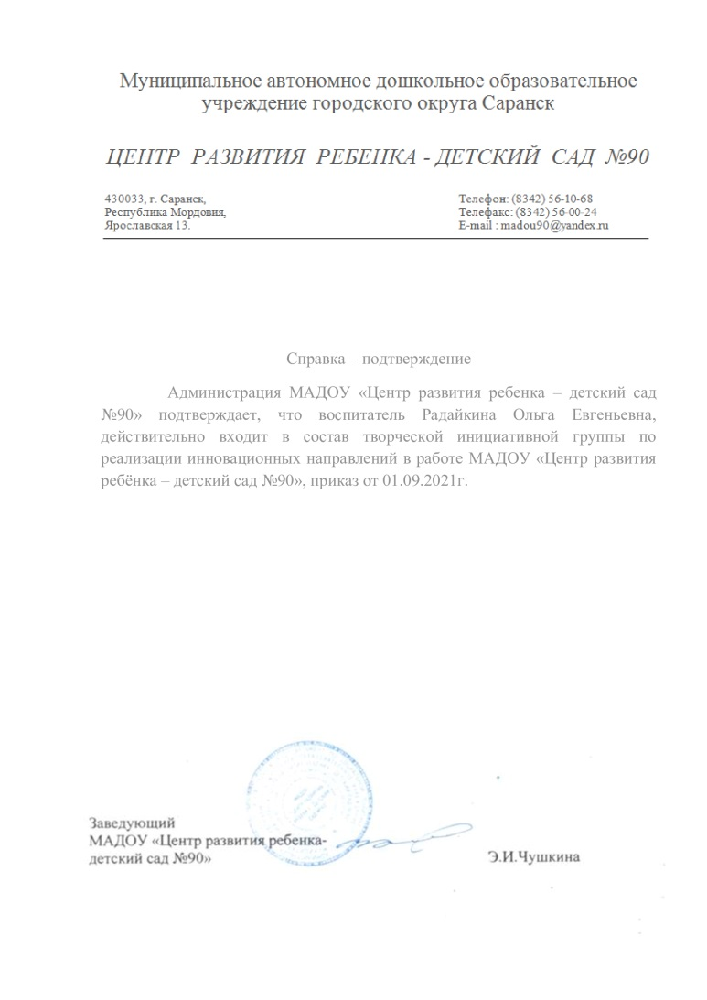 Муниципальное автономное дошкольное образовательное
учреждение городского округа Саранск
ЦЕНТР РАЗВИТИЯ РЕБЕНКА - ДЕТСКИЙ САД №90
430033, г. Саранск,
Республика Мордовия,
Ярославская 13.
Телефон: (8342) 56-10-68
Телефакс: (8342) 56-00-24
E-mail : madou90@yandex.ru
Справка – подтверждение
Администрация МАДОУ «Центр развития ребенка – детский сад
№90» подтверждает, что воспитатель Радайкина Ольга Евгеньевна,
действительно входит в состав творческой инициативной группы по
реализации инновационных направлений в работе МАДОУ «Центр развития
ребёнка – детский сад №90», приказ от 01.09.2021г.
Заведующий
МАДОУ «Центр развития ребенка-
детский сад №90»
Э.И.Чушкина